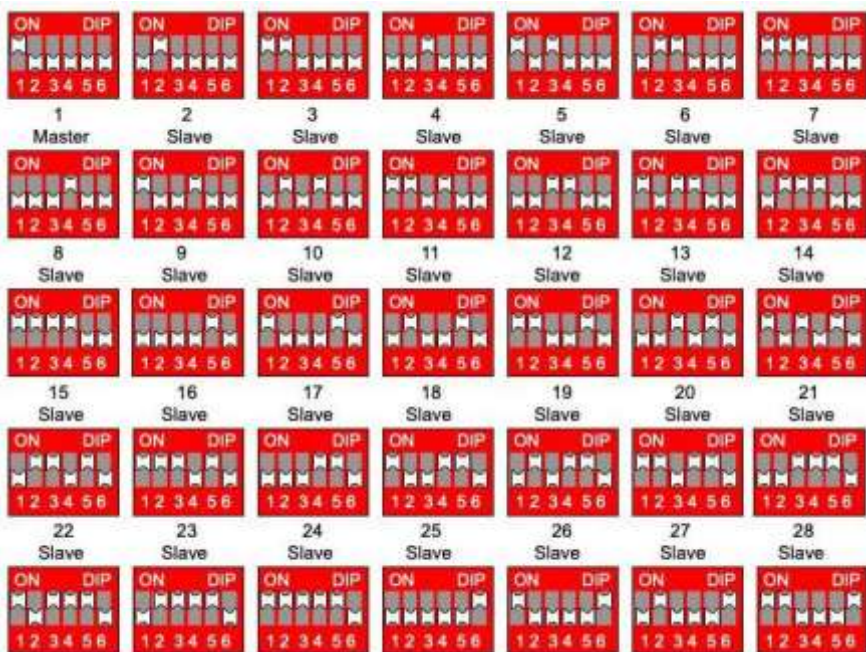 ON DIP ON DIP ON DIP ON DIP ON DIP ON DIP ON DIP
1 2 3 4 5 6 1 2 3 4 5 6 1 2 3 4 5 6 1 2 3 4 5 6 1 2 3 4 5 6 1 2 3 4 5 6 1 2 3 4 5 6
1 2 3 4 5 6 7
Master Slave Slave Slave Slave Slave Slave
ON DIP ON DIP ON DIP ON DIP ON DIP ON DIP ON DIP
1 2 3 4 5 6 1 2 3 4 5 6 1 2 3 4 5 6 1 2 3 4 5 6 1 2 3 4 5 6 1 2 3 4 5 6 1 2 3 4 5 6
8 9 10 11 12 13 14
Slave Slave Slave Slave Slave Slave Slave
ON DIP ON DIP ON DIP ON DIP ON DIP ON DIP ON DIP
1 2 3 4 5 6 1 2 3 4 5 6 1 2 3 4 5 6 1 2 3 4 5 6 1 2 3 4 5 6 1 2 3 4 5 6 1 2 3 4 5 6
15 16 17 18 19 20 21
Slave Slave Slave Slave Slave Slave Slave
ON DIP ON DIP ON DIP ON DIP ON DIP ON DIP ON DIP
1 2 3 4 5 6 1 2 3 4 5 6 1 2 3 4 5 6 1 2 3 4 5 6 1 2 3 4 5 6 1 2 3 4 5 6 1 2 3 4 5 6
22 23 24 25 26 27 28
Slave Slave Slave Slave Slave Slave Slave
ON DIP ON DIP ON DIP ON DIP ON DIP ON DIP ON DIP
1 2 3 4 5 6 1 2 3 4 5 6 1 2 3 4 5 6 1 2 3 4 5 6 1 2 3 4 5 6 1 2 3 4 5 6 1 2 3 4 5 6